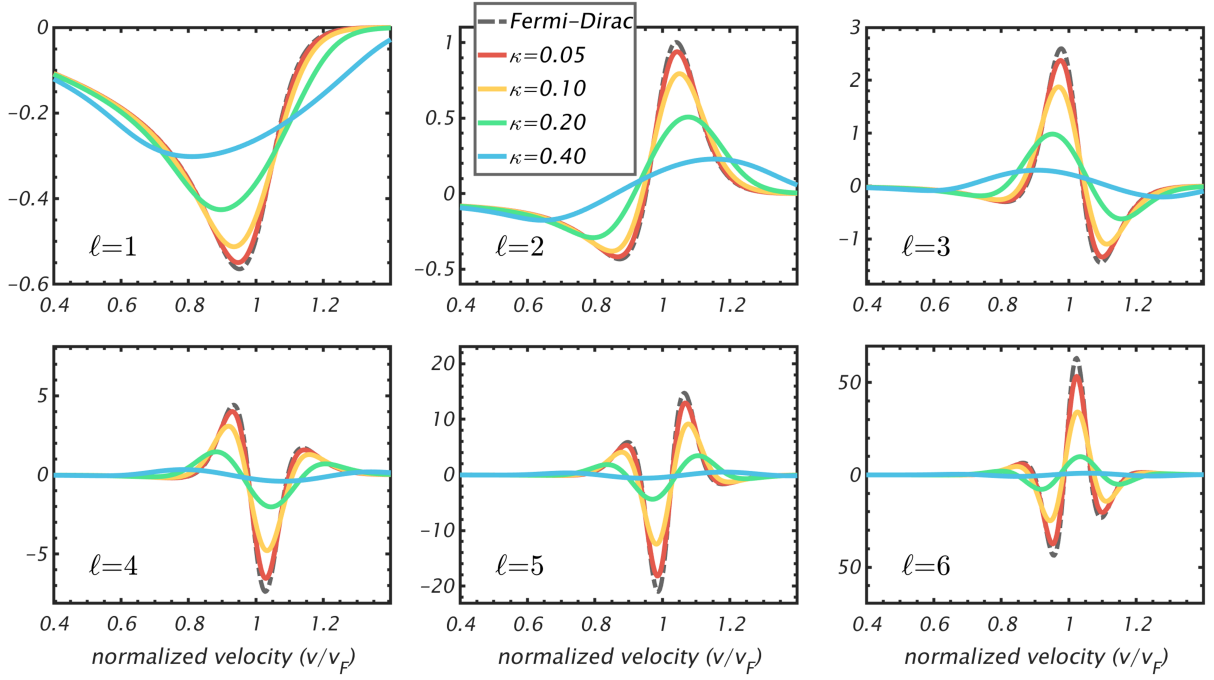 0
−0.2
−0.4
−0.6
0.4 0.6 0.8 1 1.2
ℓ=1
1
0.5
0
−0.5
0.4 0.6 0.8 1 1.2
ℓ=2
Fermi−Dirac
κ=0.05
κ=0.10
κ=0.20
κ=0.40
3
2
1
0
−1
0.4 0.6 0.8 1 1.2
ℓ=3
5
0
−5
0.4 0.6 0.8 1 1.2
ℓ=4
normalized velocity (v/v_F)
20
10
0
−10
−20
0.4 0.6 0.8 1 1.2
ℓ=5
normalized velocity (v/v_F)
50
0
50
0.4 0.6 0.8 1 1.2
ℓ=6
normalized velocity (v/v_F)